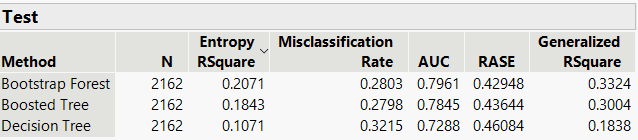 Test
Entropy Misclassification Generalized
Method N RSquare Rate AUC RASE RSquare
Bootstrap Forest 2162 0.2071 0.2803 0.7961 0.42948 0.3324
Boosted Tree 2162 0.1843 0.2798 0.7845 0.43644 0.3004
Decision Tree 2162 0.1071 0.3215 0.7288 0.46084 0.1838